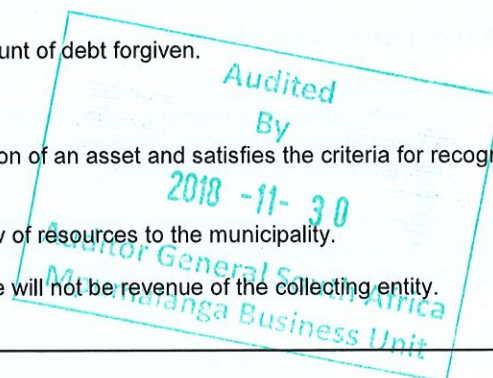 unt of debt forgiven.
Audited
By
on of an asset and satisfies the criteria for recogn
2018 -11- 30
v of resources to the municipality.
Auditor General South Africa
e will not be revenue of the collecting entity.
Mpumalanga Business Unit